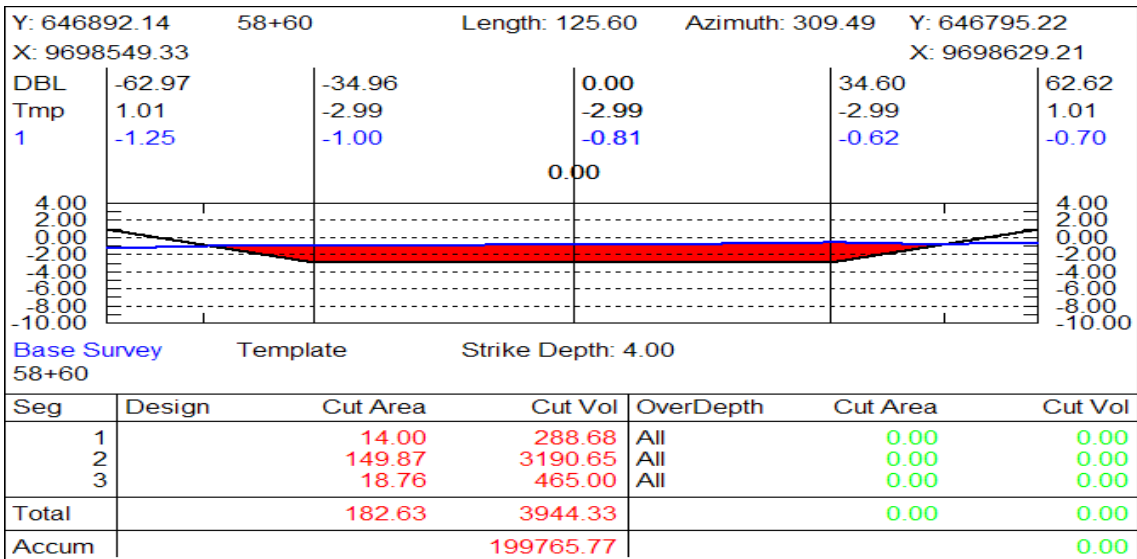 Y: 646892.14 58+60 Length: 125.60 Azimuth: 309.49 Y: 646795.22
X: 9698549.33 X: 9698629.21
DBL -62.97 -34.96 0.00 34.60 62.62
Tmp 1.01 -2.99 -2.99 -2.99 1.01
1 -1.25 -1.00 -0.81 -0.62 -0.70
0.00
4.00 4.00
2.00 2.00
0.00 0.00
-2.00 -2.00
-4.00 -4.00
-6.00 -6.00
-8.00 -8.00
-10.00 -10.00
Base Survey Template Strike Depth: 4.00
58+60
Seg Design Cut Area Cut Vol OverDepth Cut Area Cut Vol
1 14.00 288.68 All 0.00 0.00
2 149.87 3190.65 All 0.00 0.00
3 18.76 465.00 All 0.00 0.00
Total 182.63 3944.33 0.00 0.00
Accum 199765.77 0.00